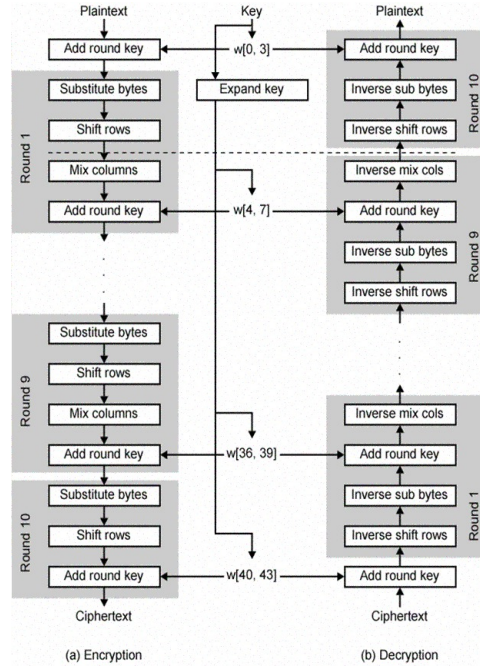 Plaintext
Add round key
Round 1
Substitute bytes
Shift rows
Mix columns
Add round key
. . .
Round 9
Substitute bytes
Shift rows
Mix columns
Add round key
Round 10
Substitute bytes
Shift rows
Add round key
Ciphertext
(a) Encryption
Key
w[0, 3]
Expand key
w[4, 7]
w[36, 39]
w[40, 43]
Plaintext
Add round key
Inverse sub bytes
Inverse shift rows
Round 10
Inverse mix cols
Add round key
Inverse sub bytes
Inverse shift rows
Round 9
. . .
Inverse mix cols
Add round key
Inverse sub bytes
Inverse shift rows
Round 1
Add round key
Ciphertext
(b) Decryption